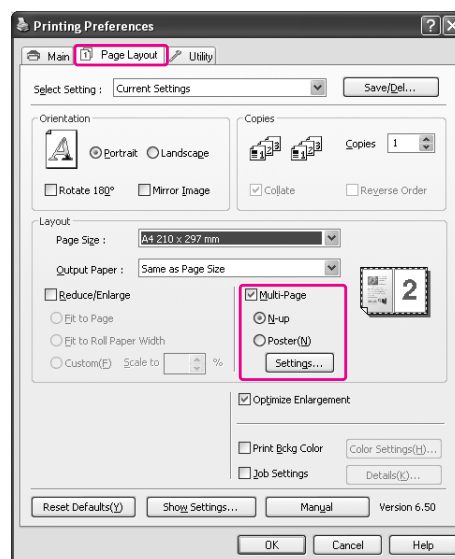 Printing Preferences
Main Page Layout Utility
Select Setting : Current Settings Save/Del...
Orientation
Portrait Landscape
Rotate 180° Mirror Image
Copies
Copies 1
Collate Reverse Order
Layout
Page Size : A4 210 x 297 mm
Output Paper : Same as Page Size
Reduce/Enlarge
Fit to Page
Fit to Roll Paper Width
Custom(F) Scale to %
Multi-Page
N-up
Poster(N)
Settings...
2
Optimize Enlargement
Print Bckg Color Color Settings(H)...
Job Settings Details(K)...
Reset Defaults(Y) Show Settings... Manual Version 6.50
OK Cancel Help